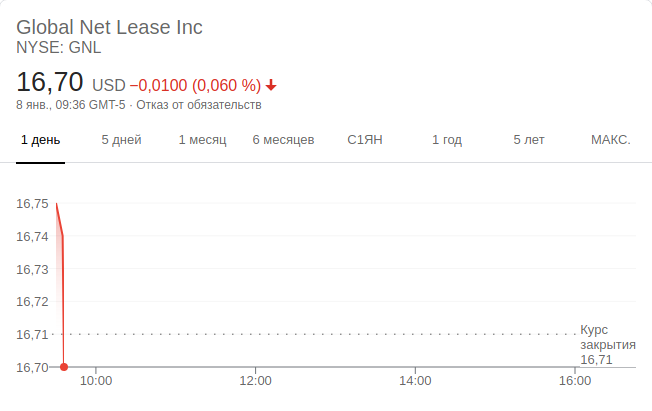 Global Net Lease Inc
NYSE: GNL
16,70 USD −0,0100 (0,060 %)
8 янв., 09:36 GMT-5 · Отказ от обязательств
1 день 5 дней 1 месяц 6 месяцев С1ЯН 1 год 5 лет МАКС.
16,75
16,74
16,73
16,72
16,71
Курс
закрытия
16,71
16,70
10:00 12:00 14:00 16:00